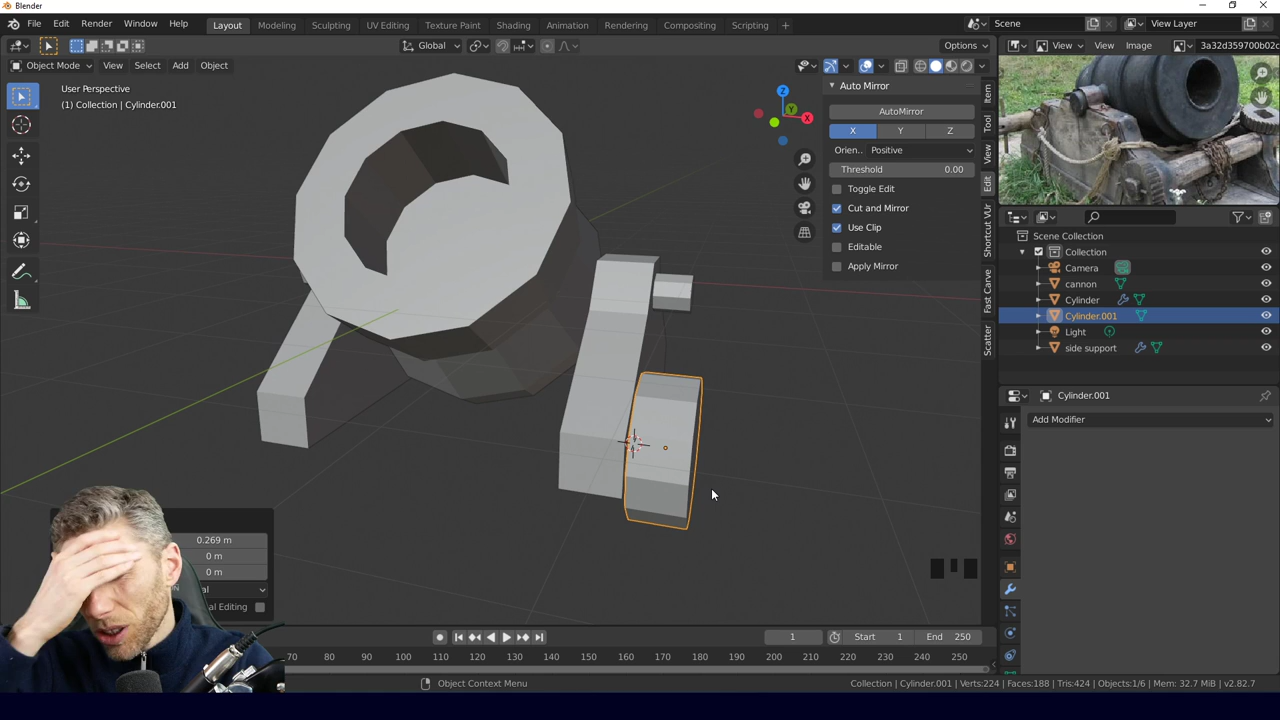 Blender
File Edit Render Window Help Layout Modeling Sculpting UV Editing Texture Paint Shading Animation Rendering Compositing Scripting + Scene View Layer
Global Options View View Image 3a32d359700b02c
Object Mode View Select Add Object
User Perspective
(1) Collection | Cylinder.001
Z
Y
X
Auto Mirror
AutoMirror
X Y Z
Orien.. Positive
Threshold 0.00
Toggle Edit
Cut and Mirror
Use Clip
Editable
Apply Mirror
Item
Tool
View
Edit
Shortcut VUr
Fast Carve
Scatter
Scene Collection
Collection
Camera
cannon
Cylinder
Cylinder.001
Light
side support
Cylinder.001
Add Modifier
0.269 m
0 m
0 m
al
al Editing
1 Start 1 End 250
70 80 90 100 110 120 130 140 150 160 170 180 190 200 210 220 230 240 250
Object Context Menu
Collection | Cylinder.001 | Verts:224 | Faces:188 | Tris:424 | Objects:1/6 | Mem: 32.7 MiB | v2.82.7